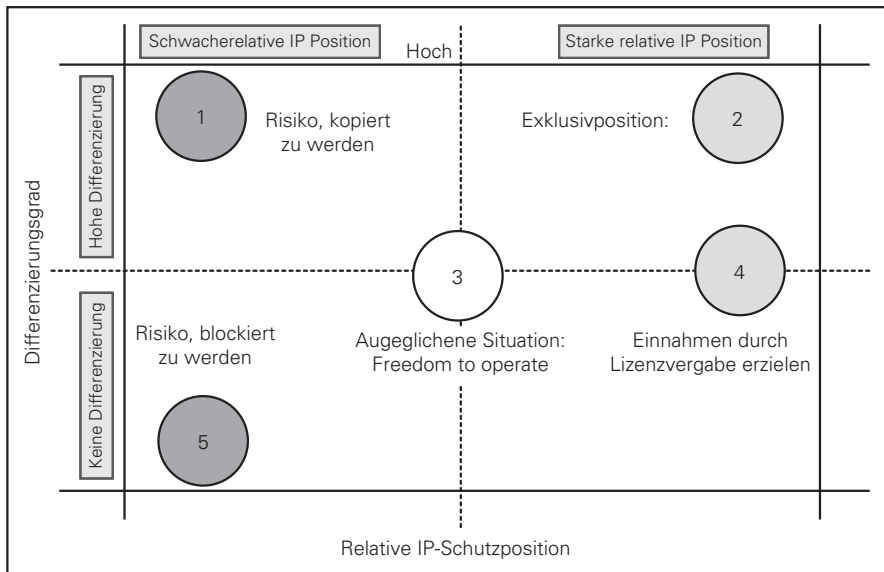 Schwacherelative IP Position
Hoch
Starke relative IP Position
Differenzierungsgrad
Hohe Differenzierung
Keine Differenzierung
1
Risiko, kopiert
zu werden
Exklusivposition:
2
3
Augeglichene Situation:
Freedom to operate
4
Einnahmen durch
Lizenzvergabe erzielen
Risiko, blockiert
zu werden
5
Relative IP-Schutzposition